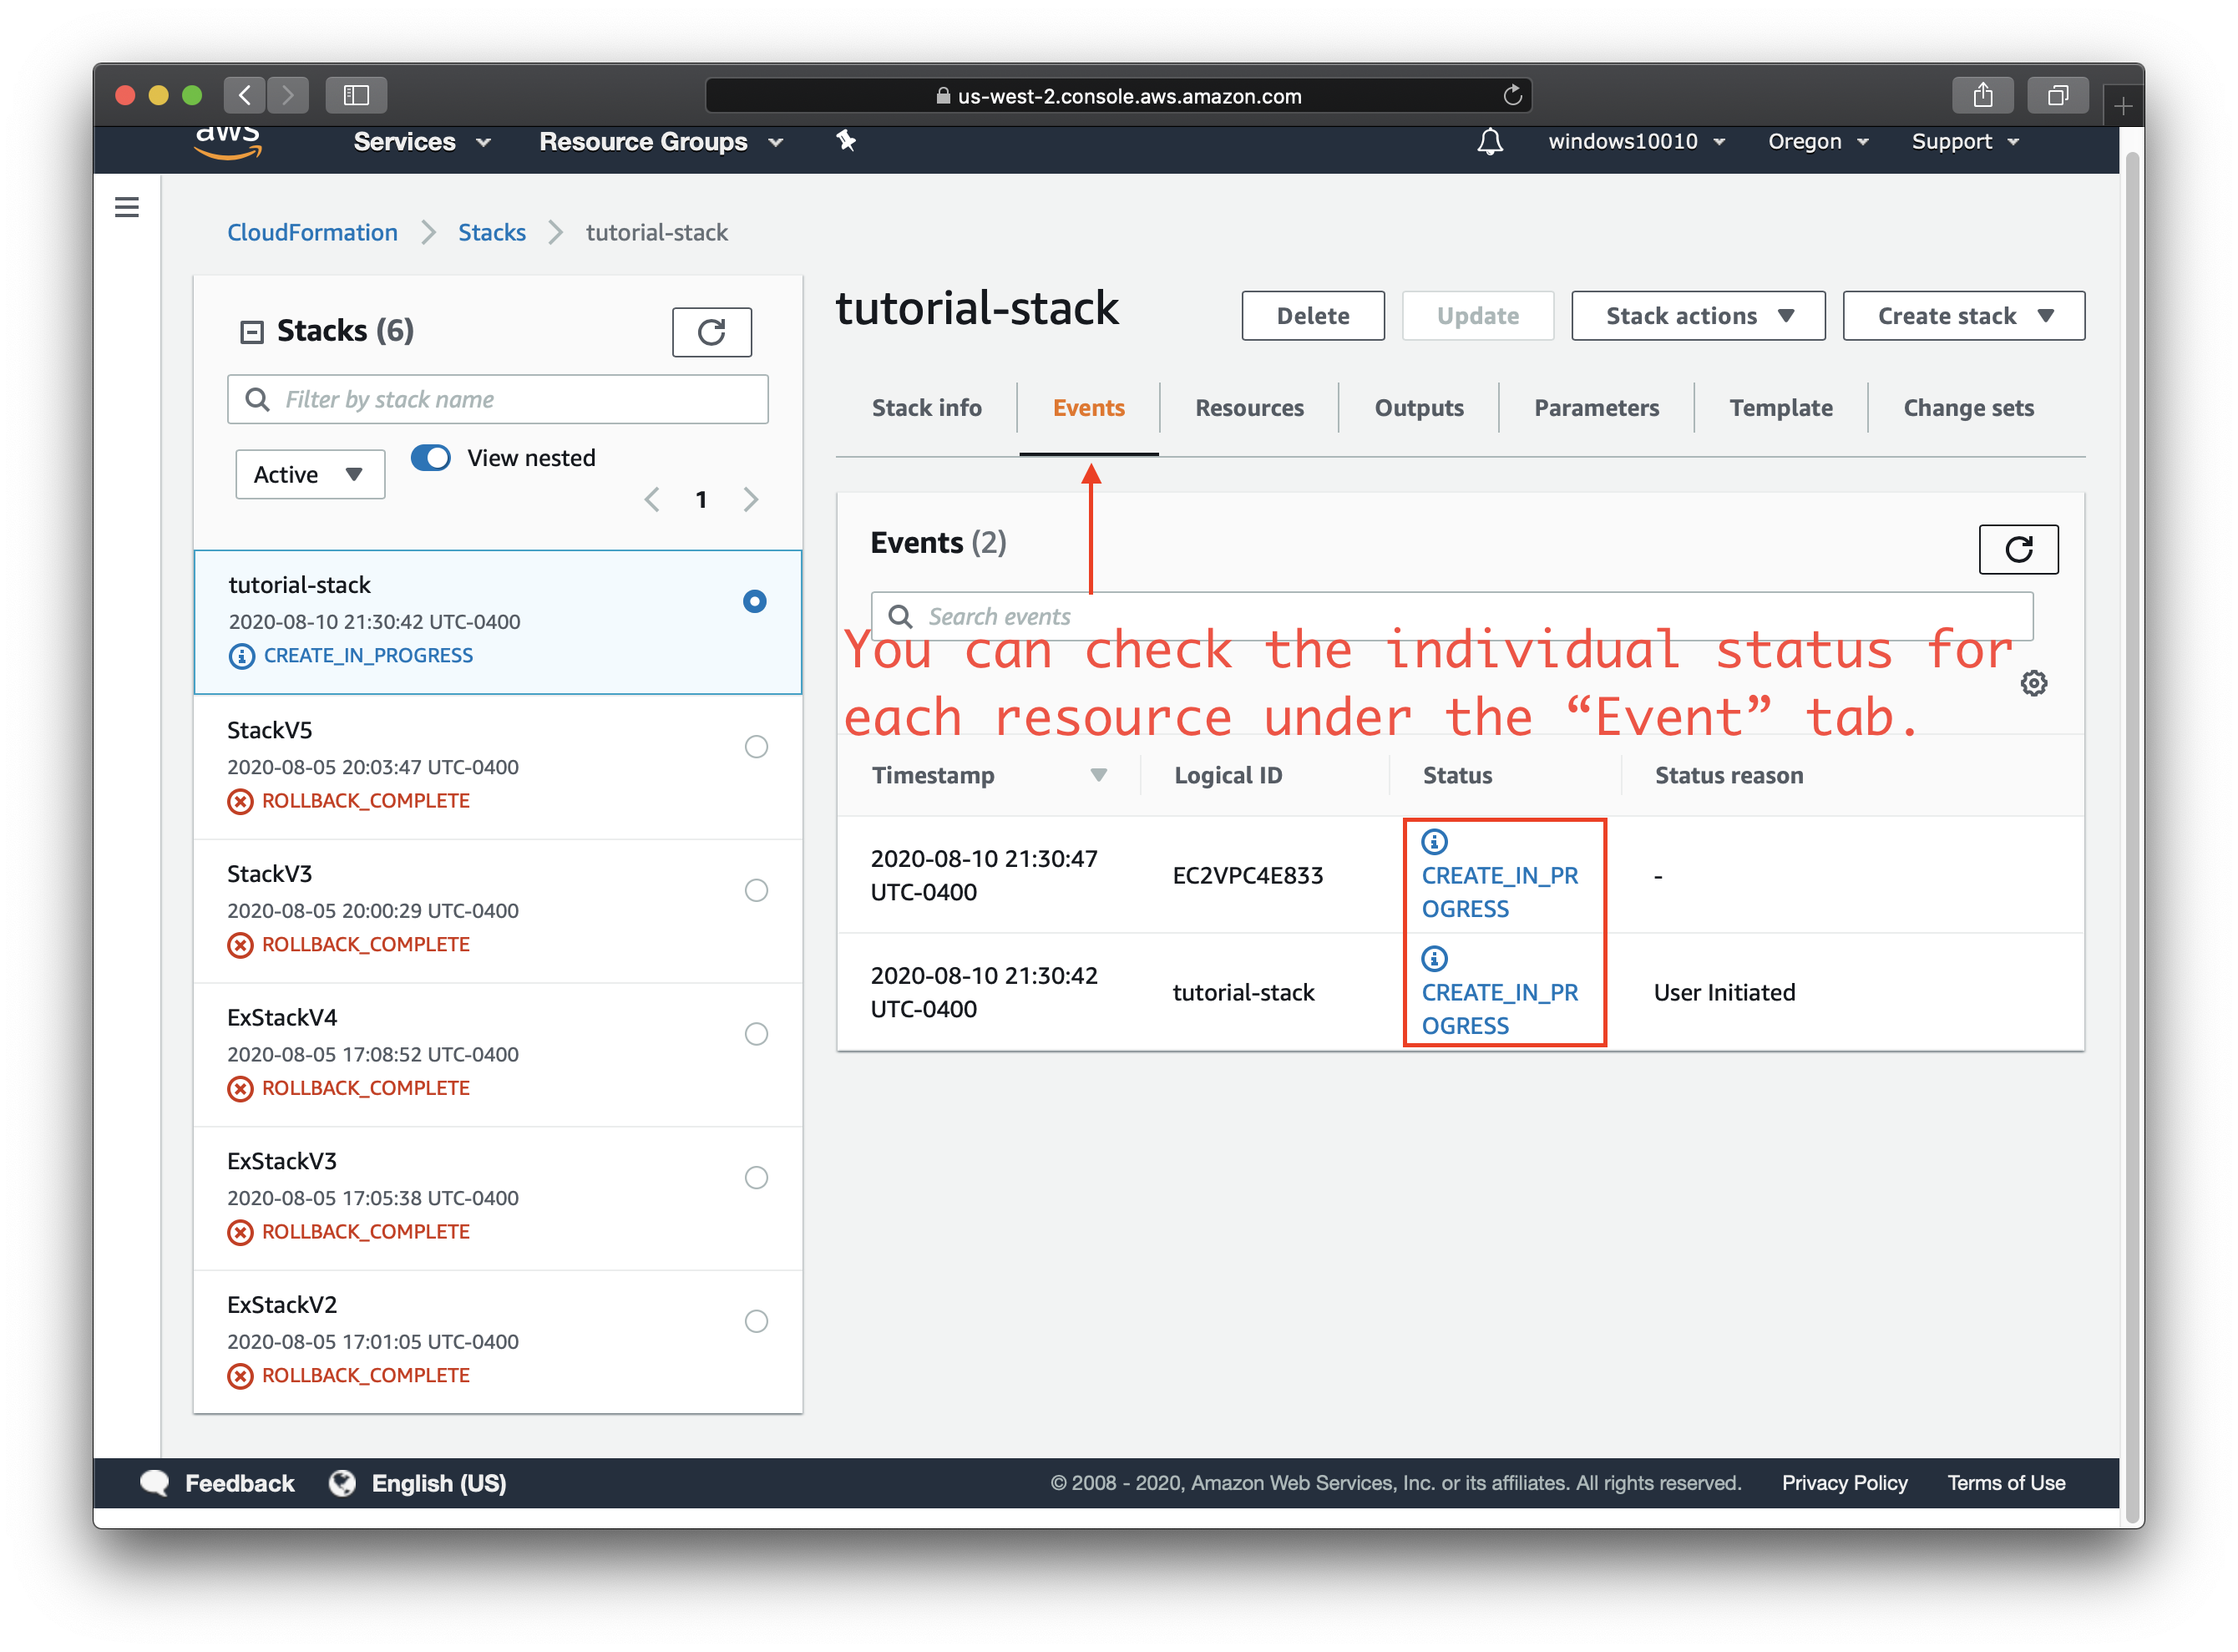 us-west-2.console.aws.amazon.com
aws Services Resource Groups windows10010 Oregon Support
CloudFormation Stacks tutorial-stack
Stacks (6)
Filter by stack name
Active View nested
1
tutorial-stack
2020-08-10 21:30:42 UTC-0400
CREATE_IN_PROGRESS
StackV5
2020-08-05 20:03:47 UTC-0400
ROLLBACK_COMPLETE
StackV3
2020-08-05 20:00:29 UTC-0400
ROLLBACK_COMPLETE
ExStackV4
2020-08-05 17:08:52 UTC-0400
ROLLBACK_COMPLETE
ExStackV3
2020-08-05 17:05:38 UTC-0400
ROLLBACK_COMPLETE
ExStackV2
2020-08-05 17:01:05 UTC-0400
ROLLBACK_COMPLETE
tutorial-stack
Delete Update Stack actions Create stack
Stack info Events Resources Outputs Parameters Template Change sets
Events (2)
Search events
You can check the individual status for
each resource under the “Event” tab.
Timestamp Logical ID Status Status reason
2020-08-10 21:30:47
UTC-0400
EC2VPC4E833
CREATE_IN_PR
OGRESS
-
2020-08-10 21:30:42
UTC-0400
tutorial-stack
CREATE_IN_PR
OGRESS
User Initiated
Feedback English (US) © 2008 - 2020, Amazon Web Services, Inc. or its affiliates. All rights reserved. Privacy Policy Terms of Use